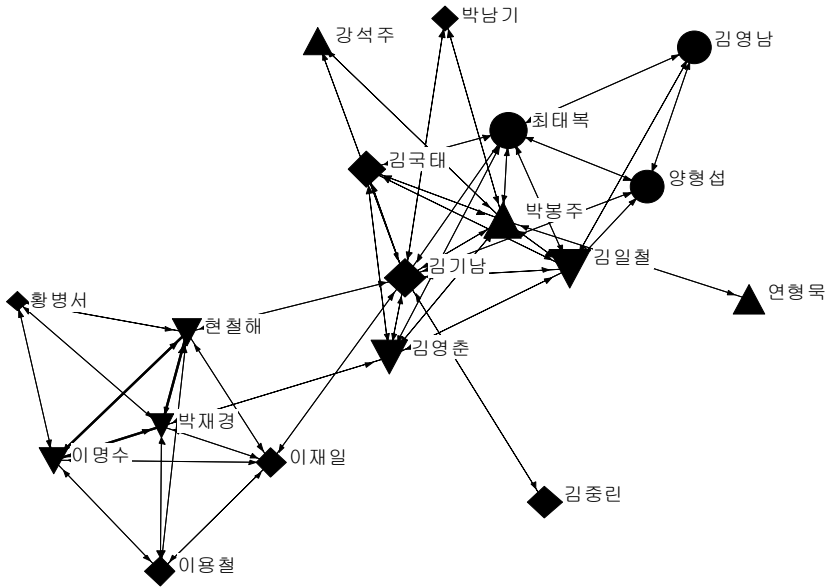 박남기
강석주
김영남
최태복
김국태
양형섭
박봉주
김일철
김기남
연형묵
황병서
현철해
김영춘
박재경
이명수
이재일
김중린
이용철